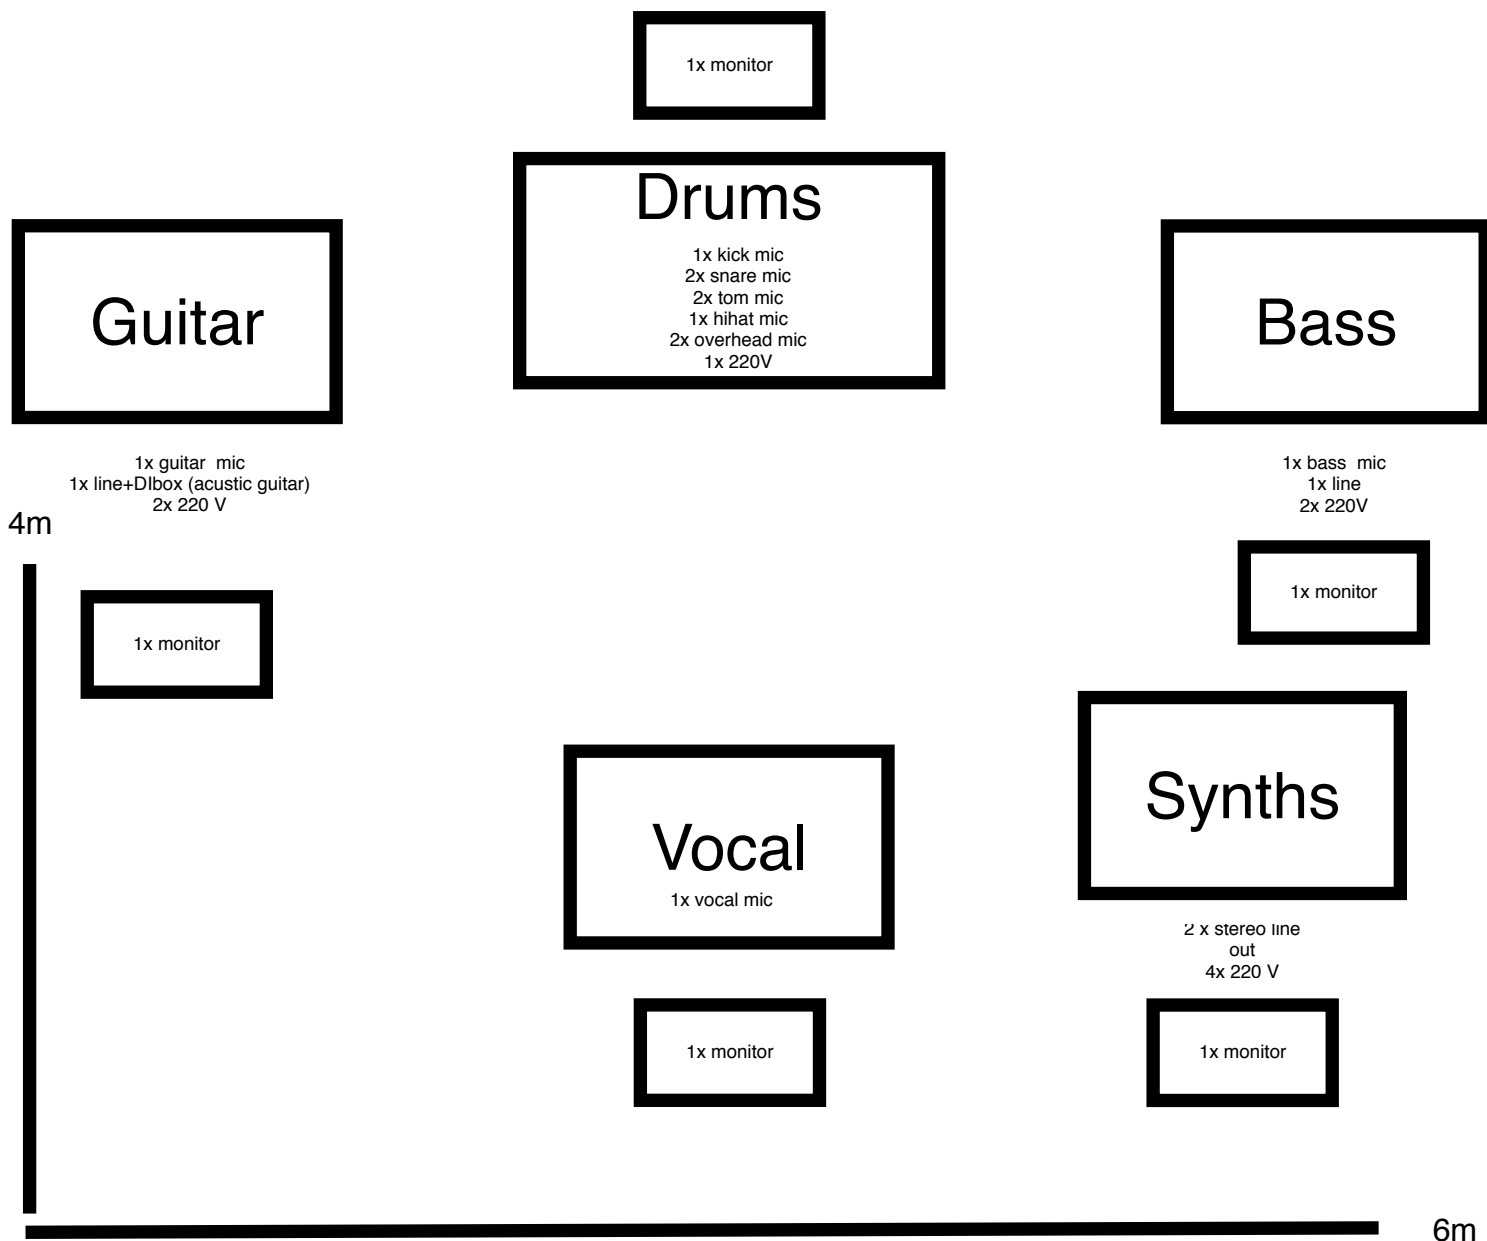 1x monitor
Drums
1x kick mic
2x snare mic
2x tom mic
1x hihat mic
2x overhead mic
1x 220V
Guitar
1x guitar  mic
1x line+DIbox (acustic guitar)
2x 220 V
Bass
1x bass  mic
1x line
2x 220V
4m
1x monitor
1x monitor
Vocal
1x vocal mic
Synths
2 x stereo line
out
4x 220 V
1x monitor
1x monitor
6m